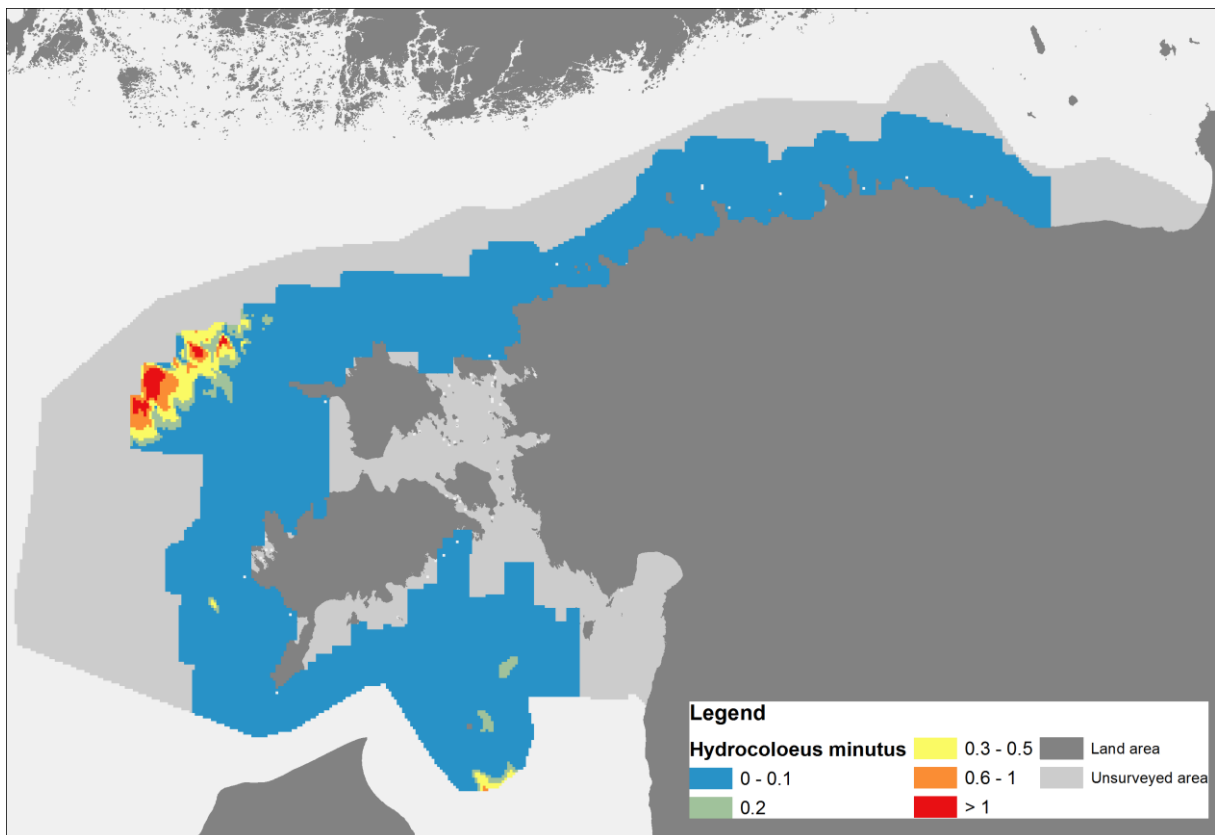 Legend
Hydrocoloeus minutus
0 - 0.1
0.2
0.3 - 0.5
0.6 - 1
> 1
Land area
Unsurveyed area